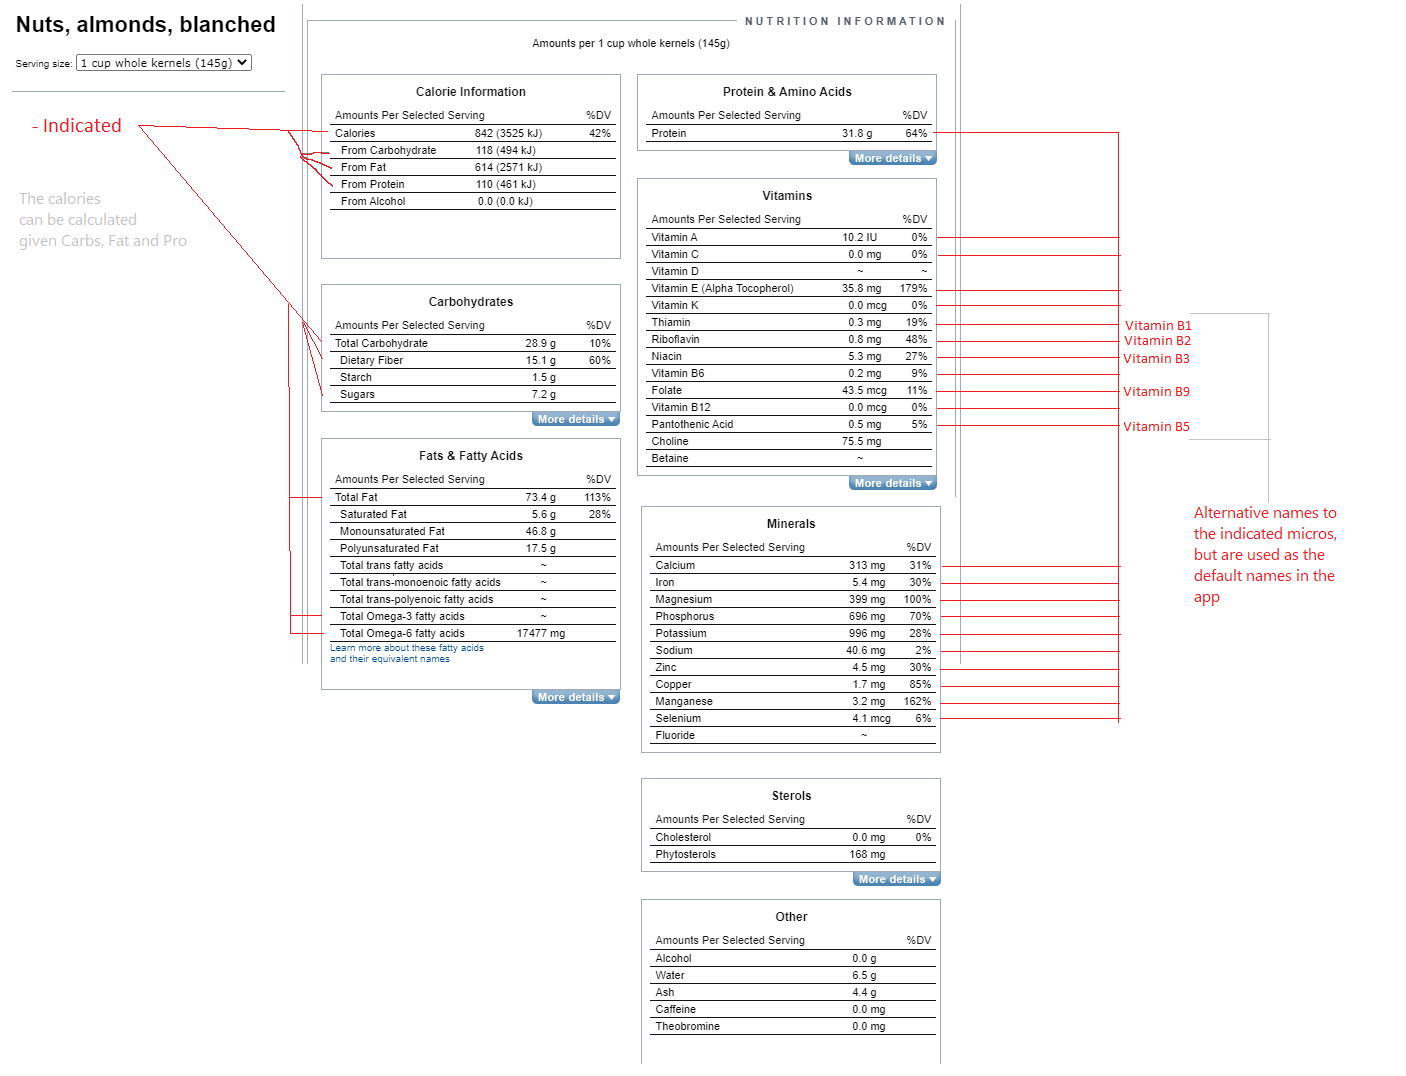 Nuts, almonds, blanched
Serving size: 1 cup whole kernels (145g)
- Indicated
The calories
can be calculated
given Carbs, Fat and Pro
NUTRITION INFORMATION
Amounts per 1 cup whole kernels (145g)
Calorie Information
Amounts Per Selected Serving %DV
Calories 842 (3525 kJ) 42%
From Carbohydrate 118 (494 kJ)
From Fat 614 (2571 kJ)
From Protein 110 (461 kJ)
From Alcohol 0.0 (0.0 kJ)
Carbohydrates
Amounts Per Selected Serving %DV
Total Carbohydrate 28.9 g 10%
Dietary Fiber 15.1 g 60%
Starch 1.5 g
Sugars 7.2 g
More details
Fats & Fatty Acids
Amounts Per Selected Serving %DV
Total Fat 73.4 g 113%
Saturated Fat 5.6 g 28%
Monounsaturated Fat 46.8 g
Polyunsaturated Fat 17.5 g
Total trans fatty acids ~
Total trans-monoenoic fatty acids ~
Total trans-polyenoic fatty acids ~
Total Omega-3 fatty acids ~
Total Omega-6 fatty acids 17477 mg
Learn more about these fatty acids
and their equivalent names
More details
Protein & Amino Acids
Amounts Per Selected Serving %DV
Protein 31.8 g 64%
More details
Vitamins
Amounts Per Selected Serving %DV
Vitamin A 10.2 IU 0%
Vitamin C 0.0 mg 0%
Vitamin D ~ ~
Vitamin E (Alpha Tocopherol) 35.8 mg 179%
Vitamin K 0.0 mcg 0%
Thiamin 0.3 mg 19%
Riboflavin 0.8 mg 48%
Niacin 5.3 mg 27%
Vitamin B6 0.2 mg 9%
Folate 43.5 mcg 11%
Vitamin B12 0.0 mcg 0%
Pantothenic Acid 0.5 mg 5%
Choline 75.5 mg
Betaine ~
More details
Minerals
Amounts Per Selected Serving %DV
Calcium 313 mg 31%
Iron 5.4 mg 30%
Magnesium 399 mg 100%
Phosphorus 696 mg 70%
Potassium 996 mg 28%
Sodium 40.6 mg 2%
Zinc 4.5 mg 30%
Copper 1.7 mg 85%
Manganese 3.2 mg 162%
Selenium 4.1 mcg 6%
Fluoride ~
Sterols
Amounts Per Selected Serving %DV
Cholesterol 0.0 mg 0%
Phytosterols 168 mg
More details
Other
Amounts Per Selected Serving %DV
Alcohol 0.0 g
Water 6.5 g
Ash 4.4 g
Caffeine 0.0 mg
Theobromine 0.0 mg
Vitamin B1
Vitamin B2
Vitamin B3
Vitamin B9
Vitamin B5
Alternative names to
the indicated micros,
but are used as the
default names in the
app